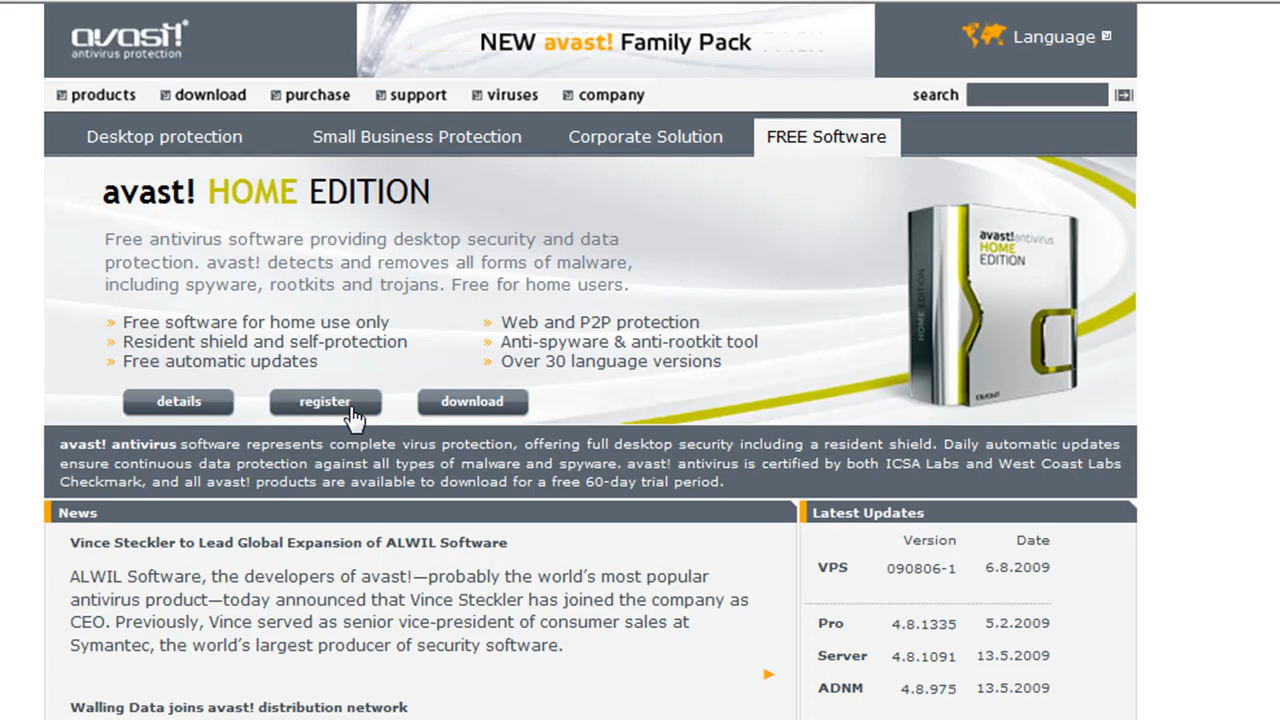 avast!
antivirus protection
NEW avast! Family Pack
Language
products download purchase support viruses company search
Desktop protection Small Business Protection Corporate Solution FREE Software
avast! HOME EDITION
Free antivirus software providing desktop security and data
protection. avast! detects and removes all forms of malware,
including spyware, rootkits and trojans. Free for home users.
» Free software for home use only
» Resident shield and self-protection
» Free automatic updates
» Web and P2P protection
» Anti-spyware & anti-rootkit tool
» Over 30 language versions
avast!antivirus
HOME
EDITION
HOME EDITION
details register download
avast! antivirus software represents complete virus protection, offering full desktop security including a resident shield. Daily automatic updates
ensure continuous data protection against all types of malware and spyware. avast! antivirus is certified by both ICSA Labs and West Coast Labs
Checkmark, and all avast! products are available to download for a free 60-day trial period.
News
Vince Steckler to Lead Global Expansion of ALWIL Software
ALWIL Software, the developers of avast!—probably the world's most popular
antivirus product—today announced that Vince Steckler has joined the company as
CEO. Previously, Vince served as senior vice-president of consumer sales at
Symantec, the world's largest producer of security software.
Walling Data joins avast! distribution network
Latest Updates
Version Date
VPS 090806-1 6.8.2009
Pro 4.8.1335 5.2.2009
Server 4.8.1091 13.5.2009
ADNM 4.8.975 13.5.2009